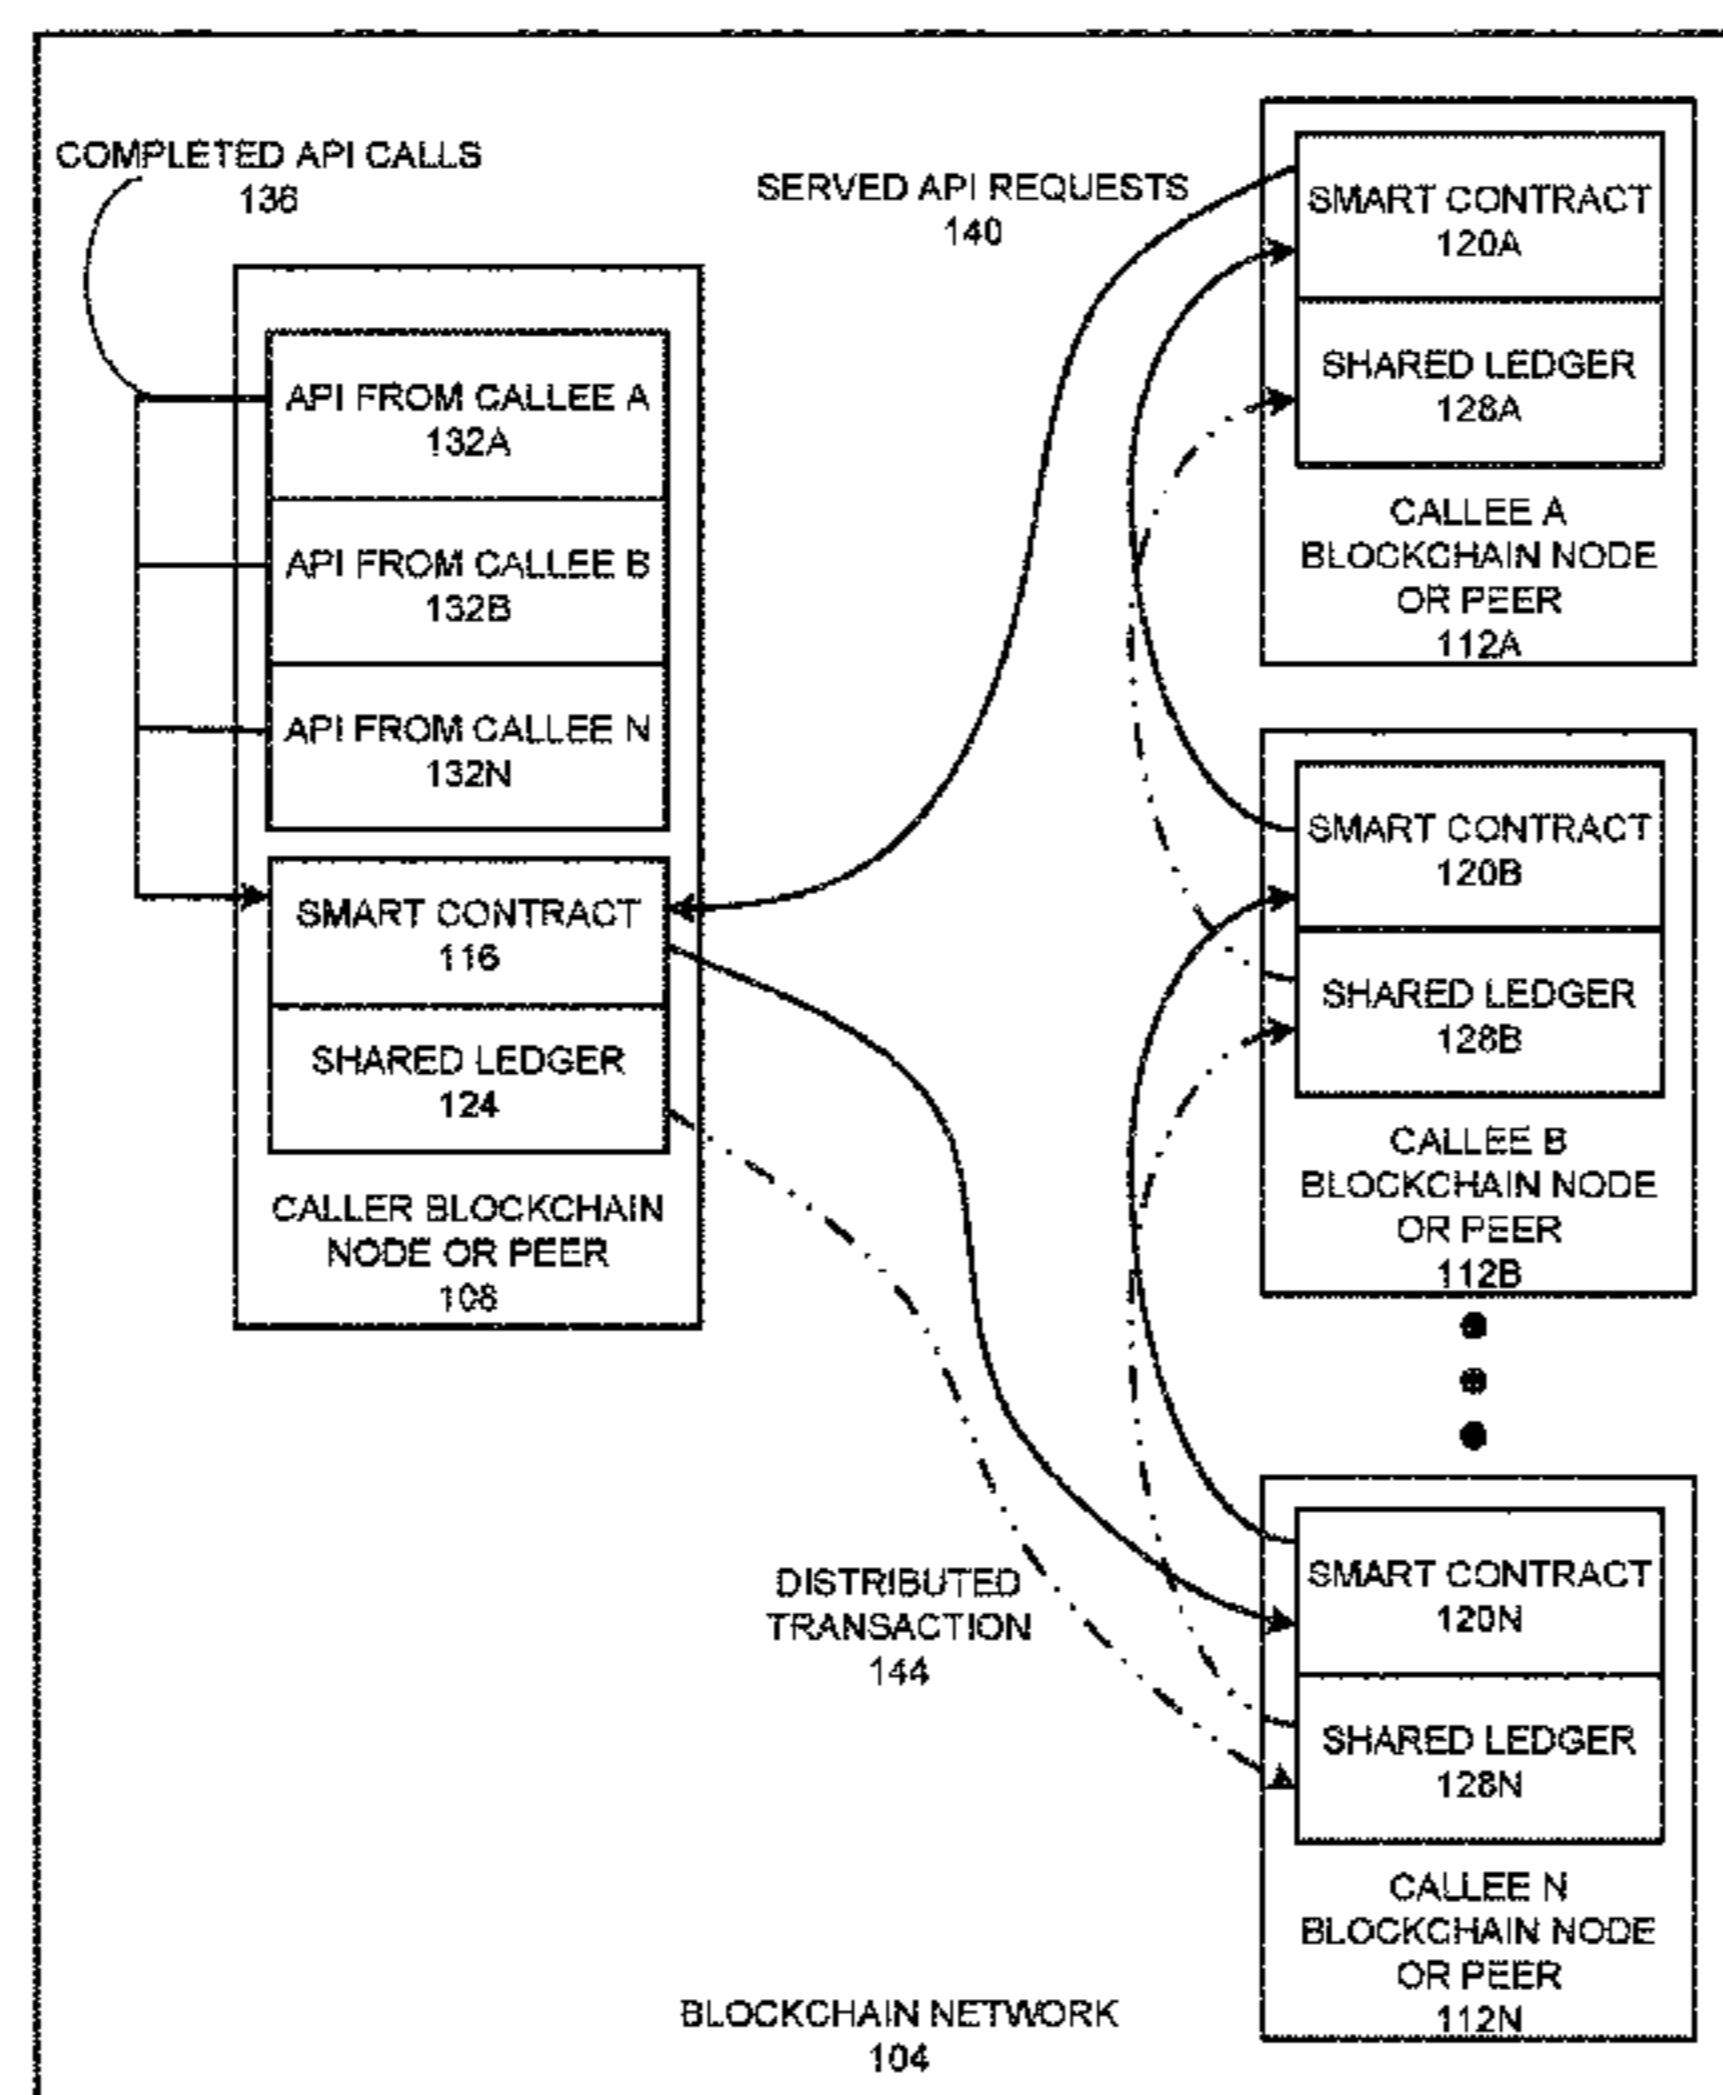 COMPLETED API CALLS
136
SERVED API REQUESTS
140
API FROM CALLEE A
132A
API FROM CALLEE B
132B
API FROM CALLEE N
132N
SMART CONTRACT
116
SHARED LEDGER
124
CALLER BLOCKCHAIN
NODE OR PEER
108
SMART CONTRACT
120A
SHARED LEDGER
128A
CALLEE A
BLOCKCHAIN NODE
OR PEER
112A
SMART CONTRACT
120B
SHARED LEDGER
128B
CALLEE B
BLOCKCHAIN NODE
OR PEER
112B
SMART CONTRACT
120N
SHARED LEDGER
128N
CALLEE N
BLOCKCHAIN NODE
OR PEER
112N
DISTRIBUTED
TRANSACTION
144
BLOCKCHAIN NETWORK
104